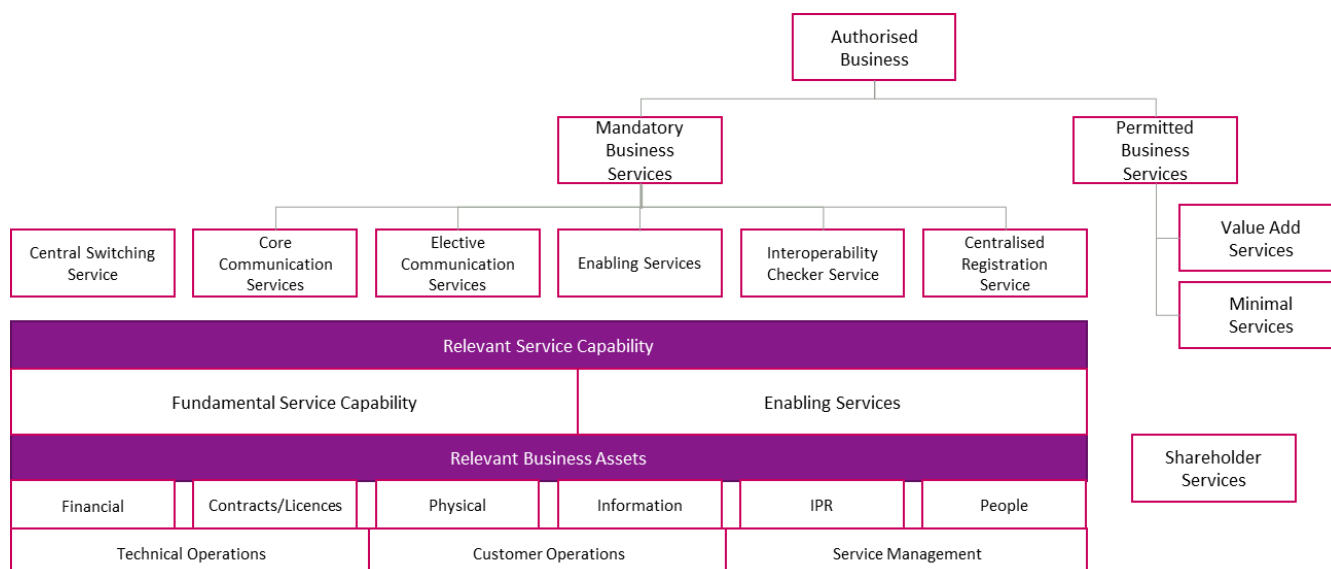 Authorised
Business
Mandatory
Business
Services
Permitted
Business
Services
Central Switching
Service
Core
Communication
Services
Elective
Communication
Services
Enabling Services
Interoperability
Checker Service
Centralised
Registration
Service
Value Add
Services
Minimal
Services
Relevant Service Capability
Fundamental Service Capability
Enabling Services
Relevant Business Assets
Shareholder
Services
Financial
Contracts/Licences
Physical
Information
IPR
People
Technical Operations
Customer Operations
Service Management